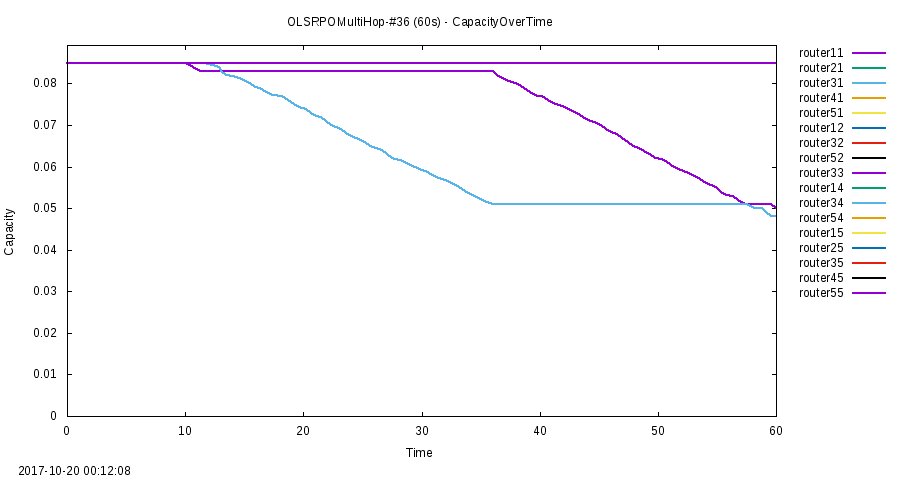 OLSRPOMultiHop-#36 (60s) - CapacityOverTime
router11
router21
router31
router41
router51
router12
router32
router52
router33
router14
router34
router54
router15
router25
router35
router45
router55
0.08
0.07
0.06
0.05
0.04
0.03
0.02
0.01
0
Capacity
0 10 20 30 40 50 60
Time
2017-10-20 00:12:08